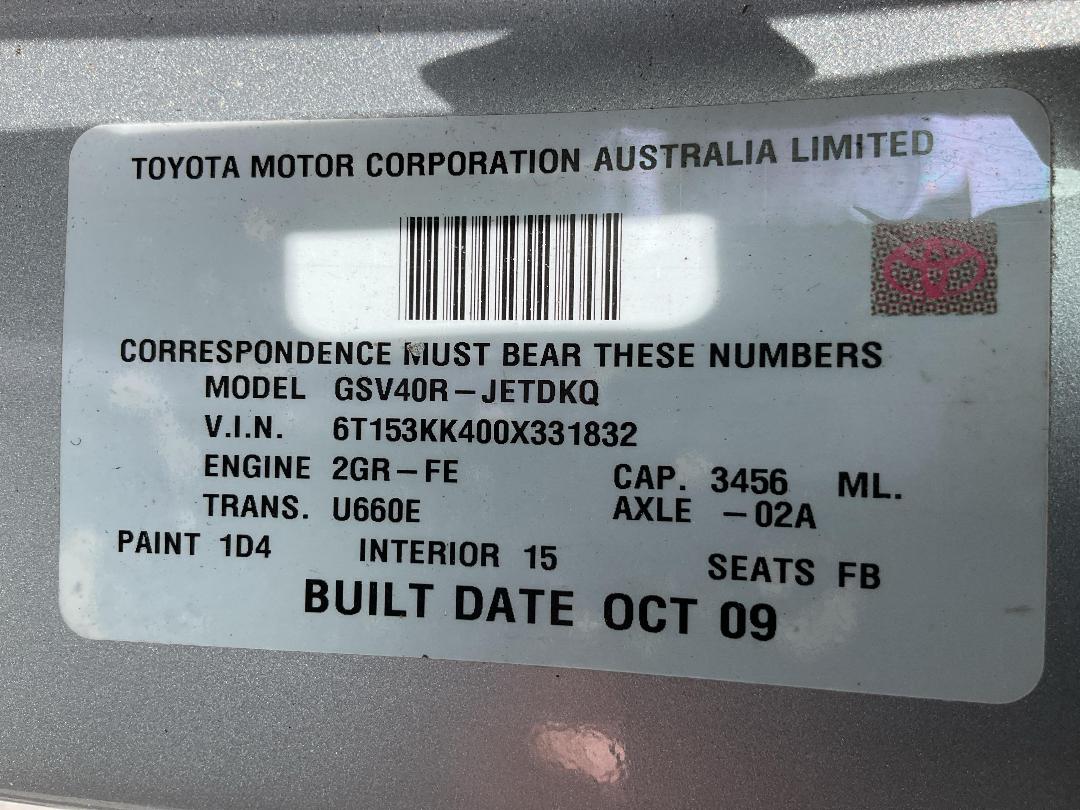 TOYOTA MOTOR CORPORATION AUSTRALIA LIMITED
CORRESPONDENCE MUST BEAR THESE NUMBERS
MODEL GSV40R-JETDKQ
V.I.N. 6T153KK400X331832
ENGINE 2GR-FE CAP. 3456 ML.
TRANS. U660E AXLE -02A
PAINT 1D4 INTERIOR 15 SEATS FB
BUILT DATE OCT 09